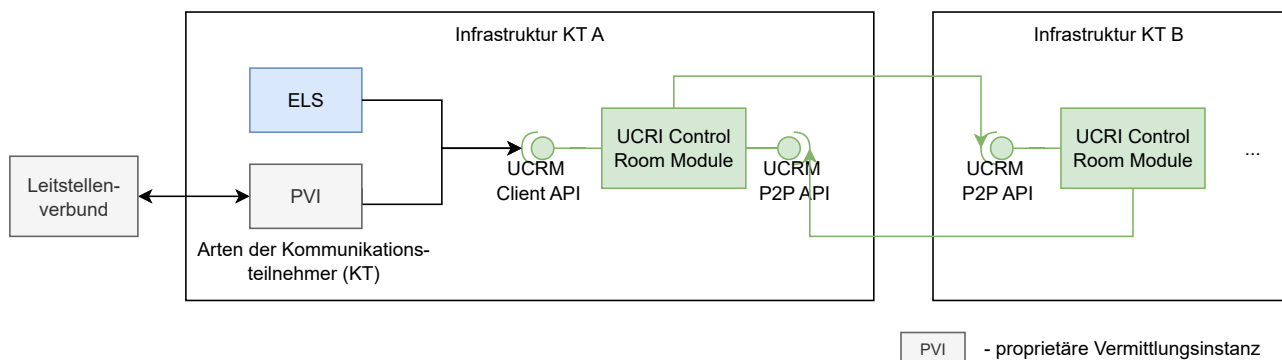 Infrastruktur KT A
Infrastruktur KT B
ELS
UCRI Control
Room Module
UCRI Control
Room Module
...
UCRM
Client API
UCRM
P2P API
UCRM
P2P API
Leitstellen-
verbund
PVI
Arten der Kommunikations-
teilnehmer (KT)
PVI
- proprietäre Vermittlungsinstanz